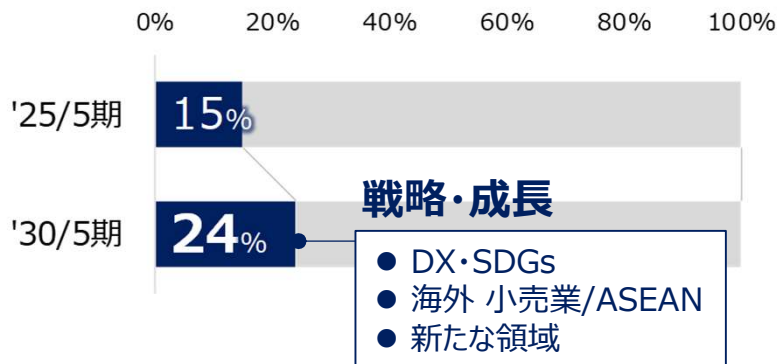 0% 20% 40% 60% 80% 100%
'25/5期 15%
'30/5期 24%
戦略・成長
● DX・SDGs
● 海外 小売業/ASEAN
● 新たな領域